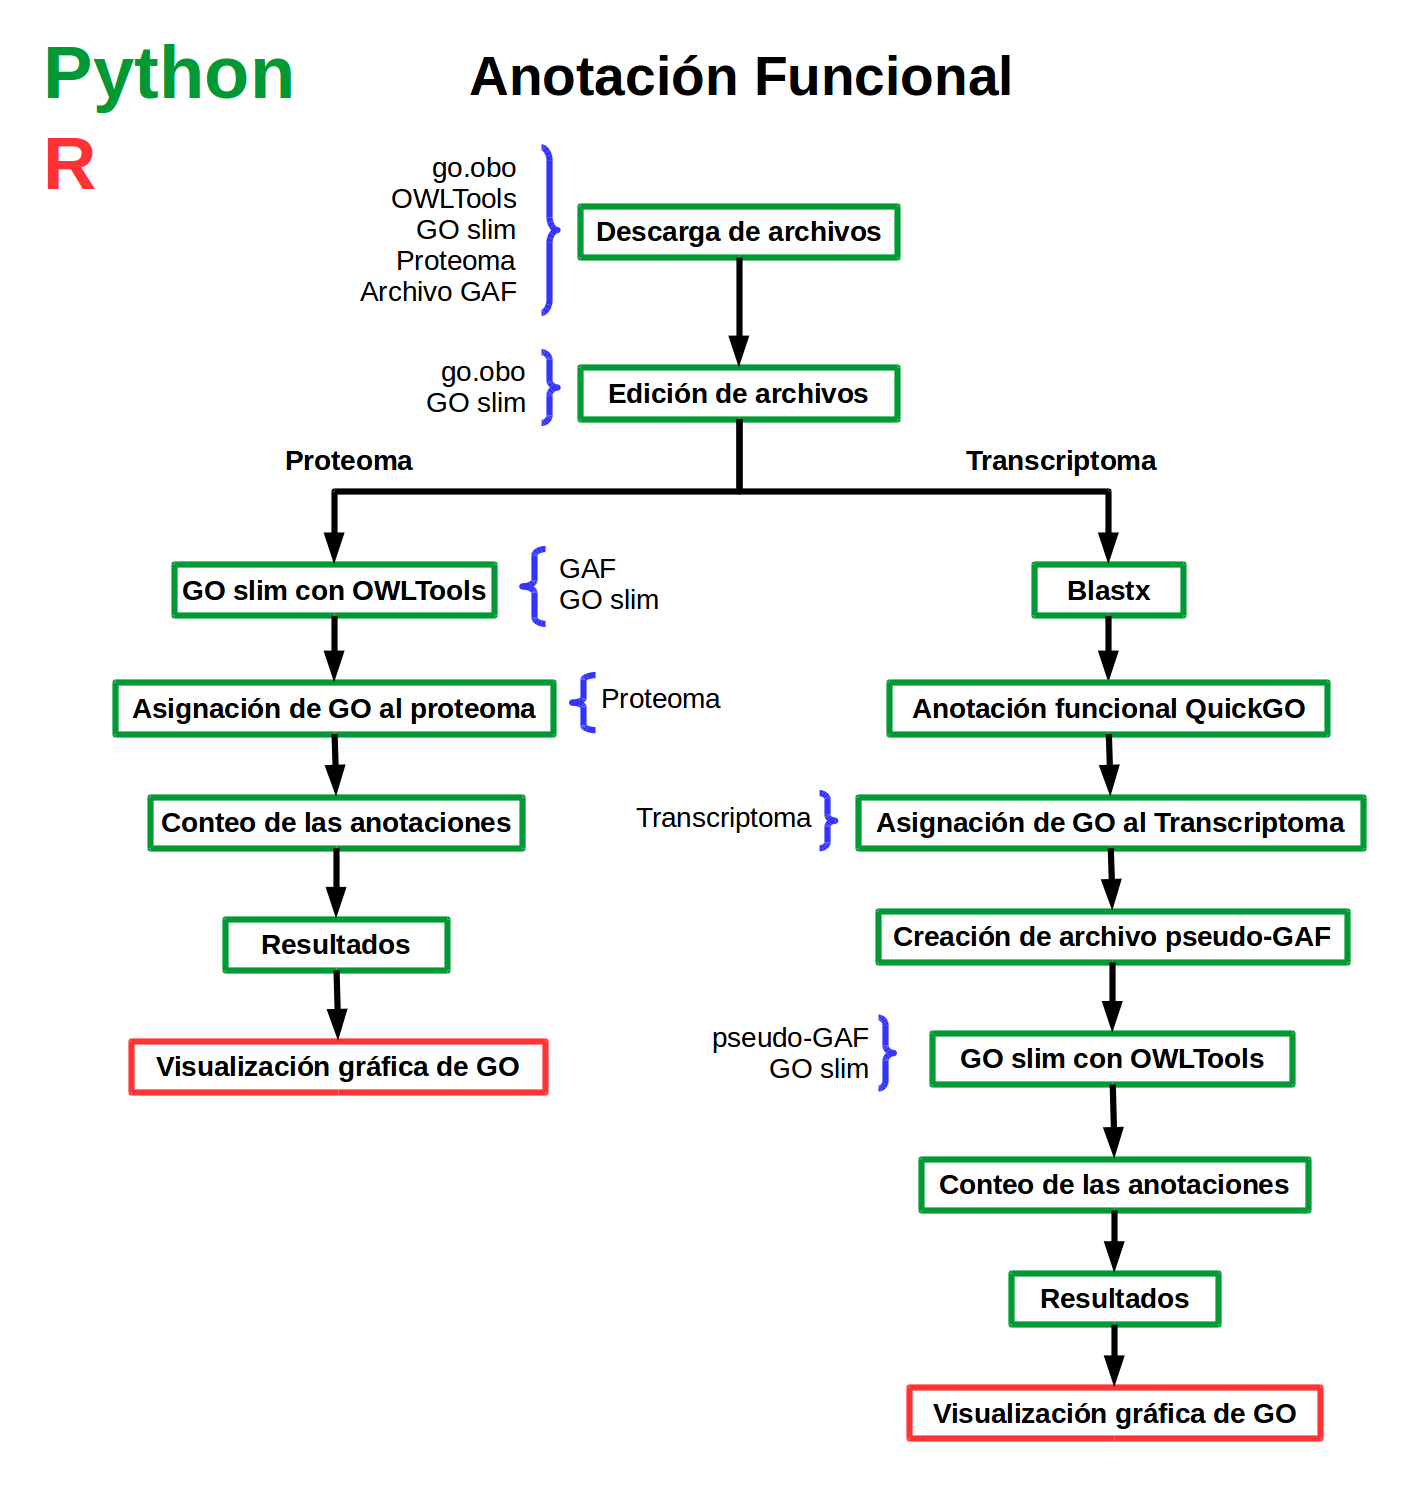 Python
R
Anotación Funcional
go.obo
OWLTools
GO slim
Proteoma
Archivo GAF
Descarga de archivos
go.obo
GO slim
Edición de archivos
Proteoma
Transcriptoma
GO slim con OWLTools
GAF
GO slim
Asignación de GO al proteoma
Proteoma
Conteo de las anotaciones
Resultados
Visualización gráfica de GO
Blastx
Anotación funcional QuickGO
Transcriptoma
Asignación de GO al Transcriptoma
Creación de archivo pseudo-GAF
pseudo-GAF
GO slim
GO slim con OWLTools
Conteo de las anotaciones
Resultados
Visualización gráfica de GO